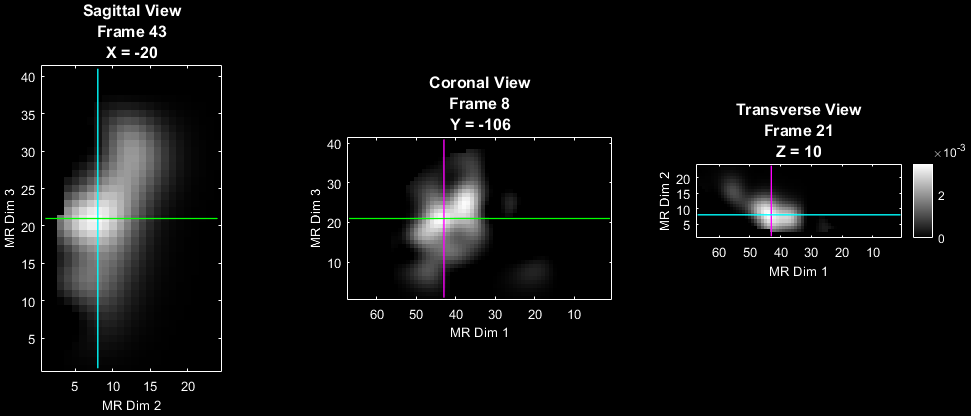 Sagittal View
Frame 43
X = -20
MR Dim 3
40
35
30
25
20
15
10
5
5 10 15 20
MR Dim 2
Coronal View
Frame 8
Y = -106
MR Dim 3
40
30
20
10
60 50 40 30 20 10
MR Dim 1
Transverse View
Frame 21
Z = 10
MR Dim 2
20
15
10
5
60 50 40 30 20 10
MR Dim 1
×10⁻³
2
0